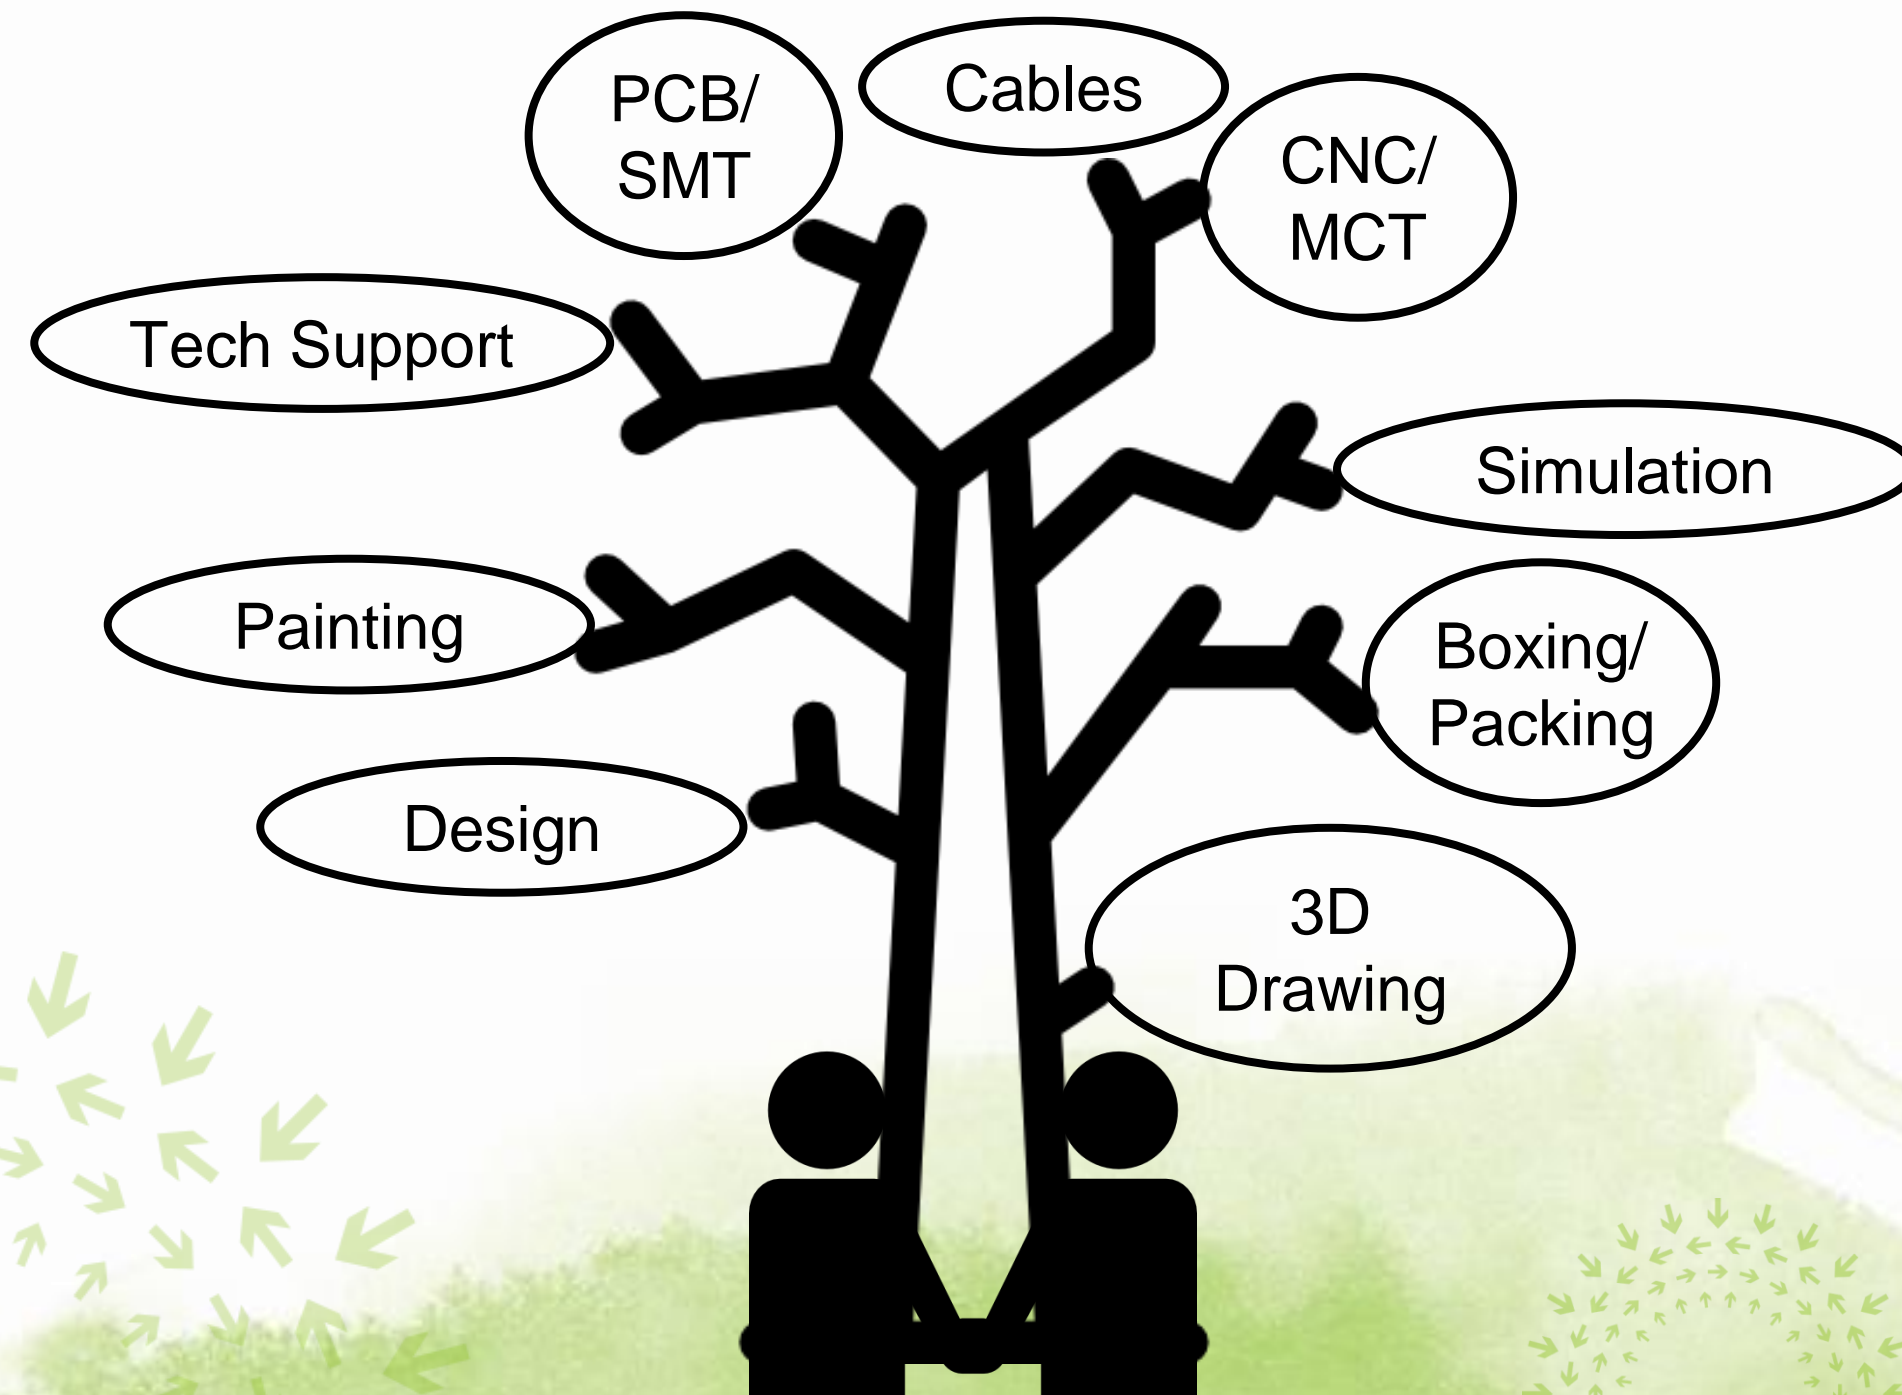 PCB/
SMT
Cables
CNC/
MCT
Tech Support
Simulation
Painting
Boxing/
Packing
Design
3D
Drawing